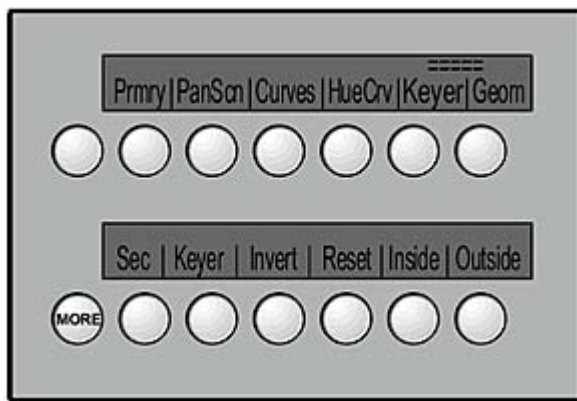 =====
Prmry|PanScn|Curves|HueCrv|Keyer|Geom
Sec | Keyer | Invert | Reset |Inside| Outside
MORE